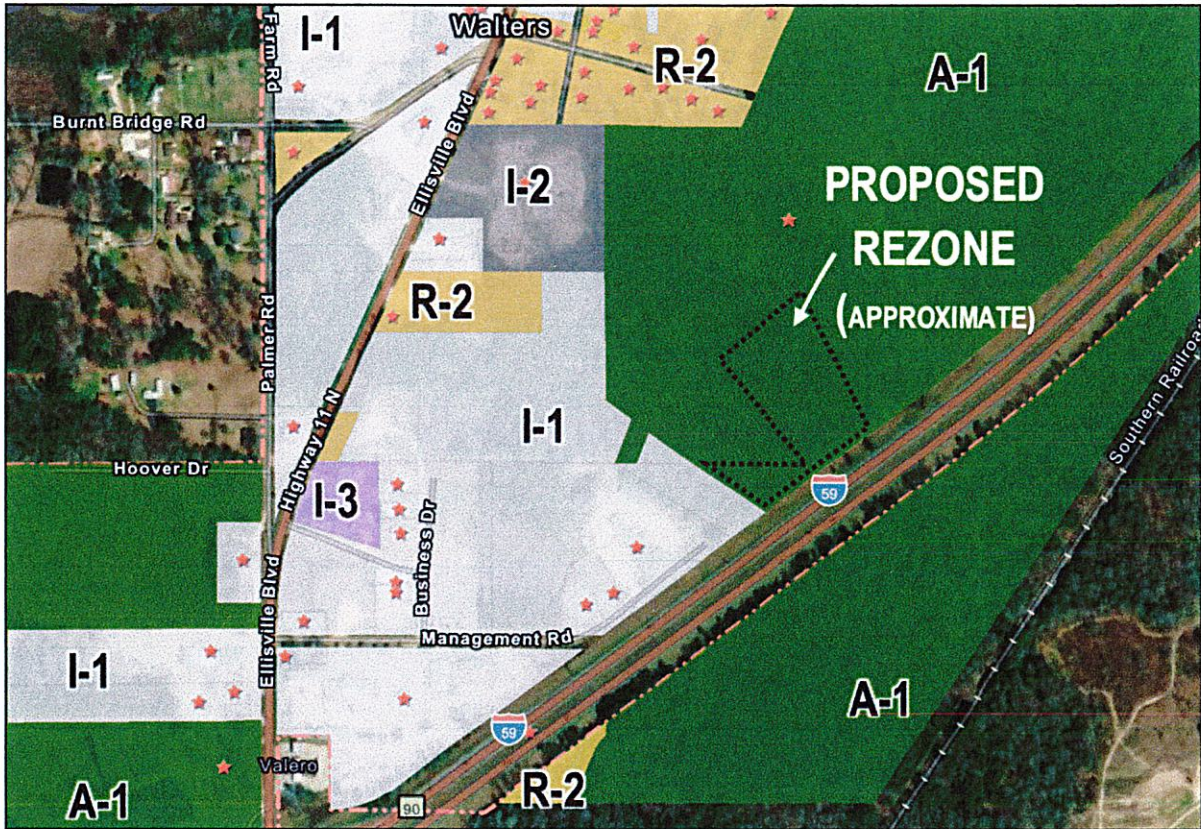 Farm Rd
I-1
Walters
R-2
A-1
Burnt Bridge Rd
Ellisville Blvd
I-2
PROPOSED
REZONE
(APPROXIMATE)
R-2
Palmer Rd
Highway 11 N
I-1
Southern Railroad
Hoover Dr
I-3
59
Business Dr
Ellisville Blvd
Management Rd
I-1
A-1
59
Valero
A-1
90
R-2